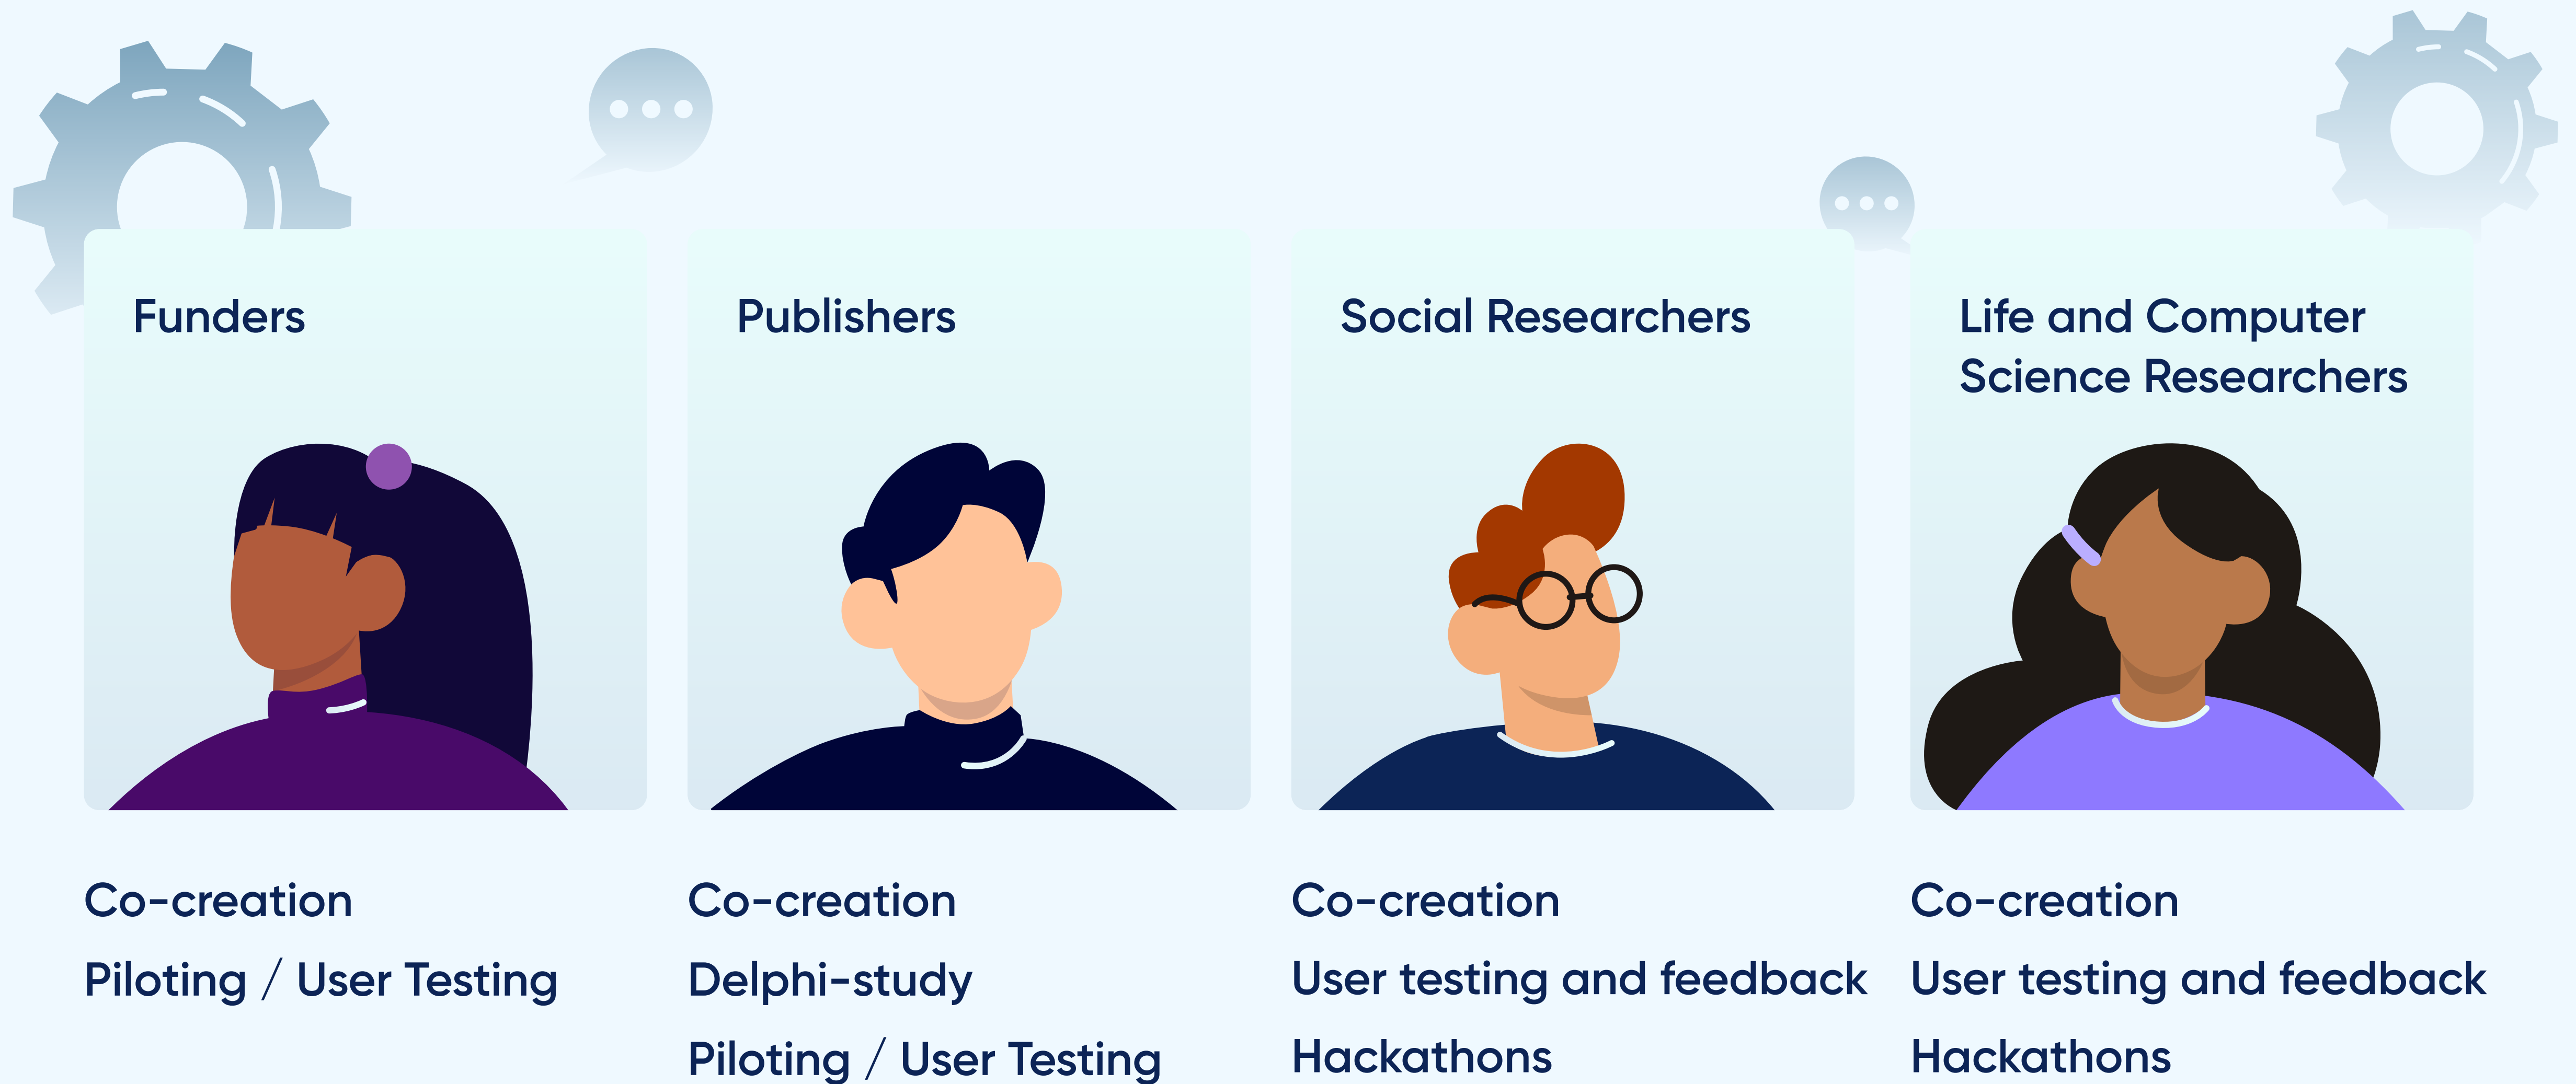 Funders
Publishers
Social Researchers
Life and Computer
Science Researchers
Co-creation
Piloting / User Testing
Co-creation
Delphi-study
Piloting / User Testing
Co-creation
User testing and feedback
Hackathons
Co-creation
User testing and feedback
Hackathons